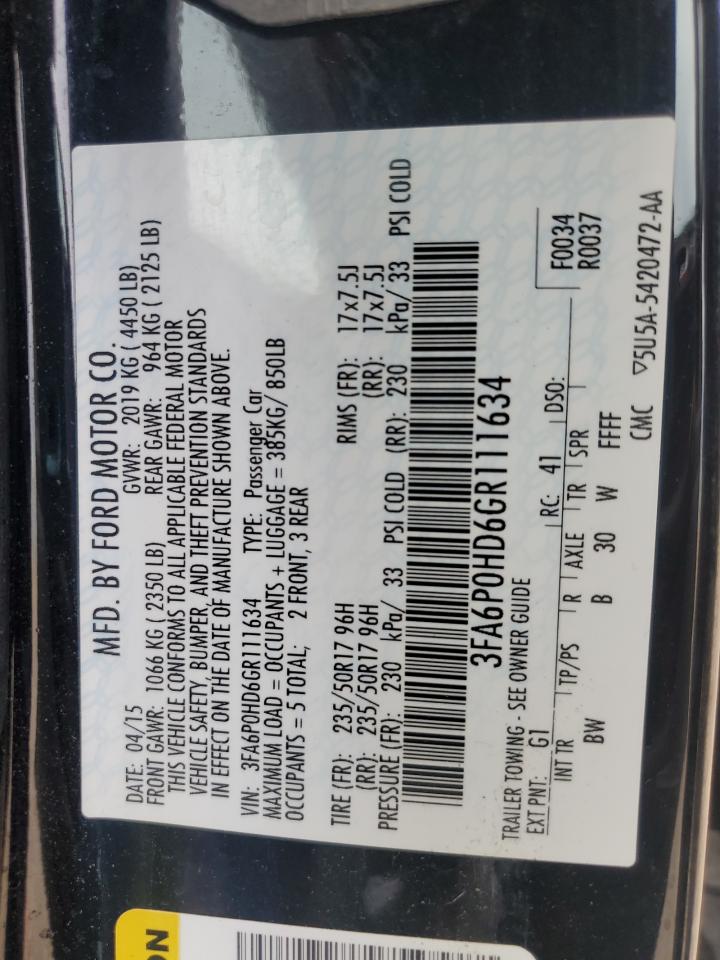 MFD. BY FORD MOTOR CO.
DATE: 04/15 GVWR: 2019 KG ( 4450 LB)
FRONT GAWR: 1066 KG ( 2350 LB) REAR GAWR: 964 KG ( 2125 LB)
THIS VEHICLE CONFORMS TO ALL APPLICABLE FEDERAL MOTOR
VEHICLE SAFETY, BUMPER, AND THEFT PREVENTION STANDARDS
IN EFFECT ON THE DATE OF MANUFACTURE SHOWN ABOVE.
VIN: 3FA6P0HD6GR111634 TYPE: Passenger Car
MAXIMUM LOAD = OCCUPANTS + LUGGAGE = 385KG/ 850LB
OCCUPANTS = 5 TOTAL; 2 FRONT, 3 REAR
TIRE (FR): 235/50R17 96H RIMS (FR): 17x7.5J
(RR): 235/50R17 96H (RR): 17x7.5J
PRESSURE (FR): 230 kPa/ 33 PSI COLD (RR): 230 kPa/ 33 PSI COLD
3FA6P0HD6GR111634
TRAILER TOWING - SEE OWNER GUIDE
EXT PNT: G1 RC: 41 DSO: F0034
R0037
INT TR TP/PS R AXLE TR SPR
BW B 30 W FFFF
CMC ▽5U5A-5420472-AA
ON